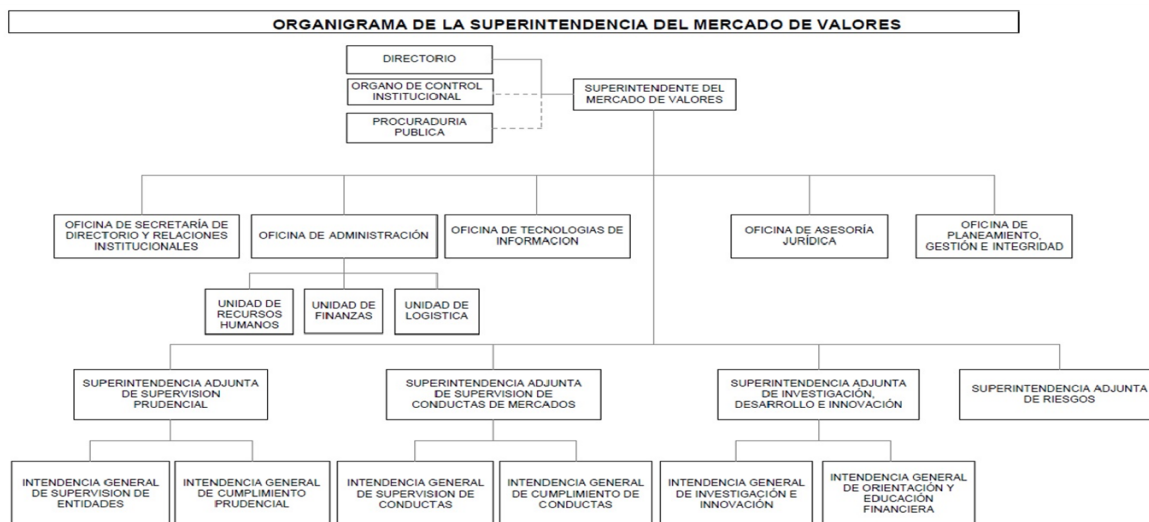 ORGANIGRAMA DE LA SUPERINTENDENCIA DEL MERCADO DE VALORES
DIRECTORIO
ORGANO DE CONTROL
INSTITUCIONAL
PROCURADURIA
PUBLICA
SUPERINTENDENTE DEL
MERCADO DE VALORES
OFICINA DE SECRETARÍA DE
DIRECTORIO Y RELACIONES
INSTITUCIONALES
OFICINA DE ADMINISTRACIÓN
OFICINA DE TECNOLOGIAS DE
INFORMACION
OFICINA DE ASESORÍA
JURÍDICA
OFICINA DE
PLANEAMIENTO,
GESTIÓN E INTEGRIDAD
UNIDAD DE
RECURSOS
HUMANOS
UNIDAD DE
FINANZAS
UNIDAD DE
LOGISTICA
SUPERINTENDENCIA ADJUNTA
DE SUPERVISION
PRUDENCIAL
SUPERINTENDENCIA ADJUNTA
DE SUPERVISION DE
CONDUCTAS DE MERCADOS
SUPERINTENDENCIA ADJUNTA
DE INVESTIGACIÓN,
DESARROLLO E INNOVACIÓN
SUPERINTENDENCIA ADJUNTA
DE RIESGOS
INTENDENCIA GENERAL
DE SUPERVISION DE
ENTIDADES
INTENDENCIA GENERAL
DE CUMPLIMIENTO
PRUDENCIAL
INTENDENCIA GENERAL
DE SUPERVISION DE
CONDUCTAS
INTENDENCIA GENERAL
DE CUMPLIMIENTO DE
CONDUCTAS
INTENDENCIA GENERAL
DE INVESTIGACIÓN E
INNOVACIÓN
INTENDENCIA GENERAL
DE ORIENTACIÓN Y
EDUCACIÓN
FINANCIERA